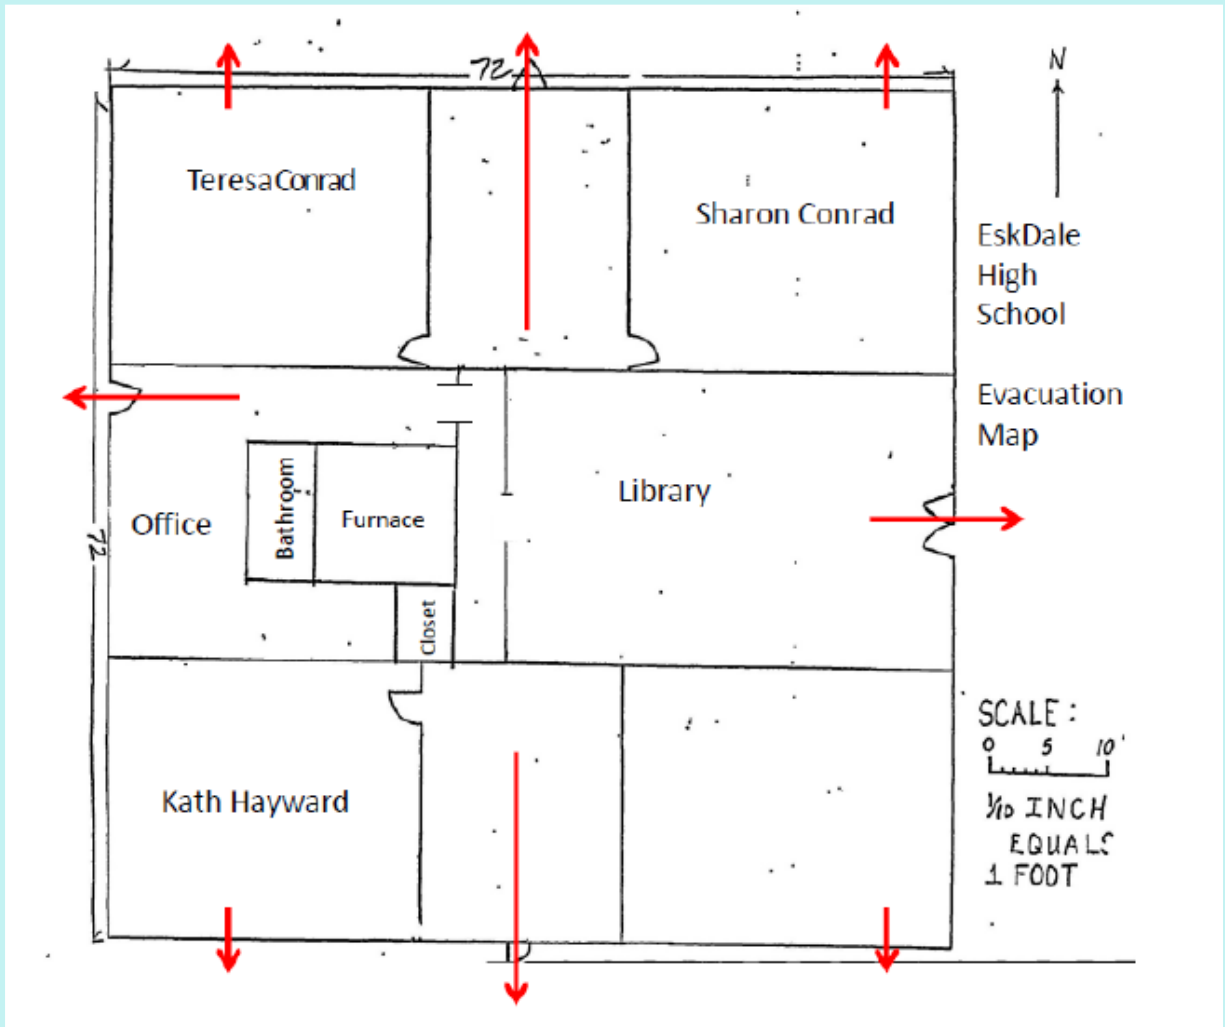 72
N
TeresaConrad
Sharon Conrad
EskDale
High
School
Evacuation
Map
Library
Office
Bathroom
Furnace
72
Closet
SCALE:
0 5 10'
1/10 INCH
EQUALS
1 FOOT
Kath Hayward